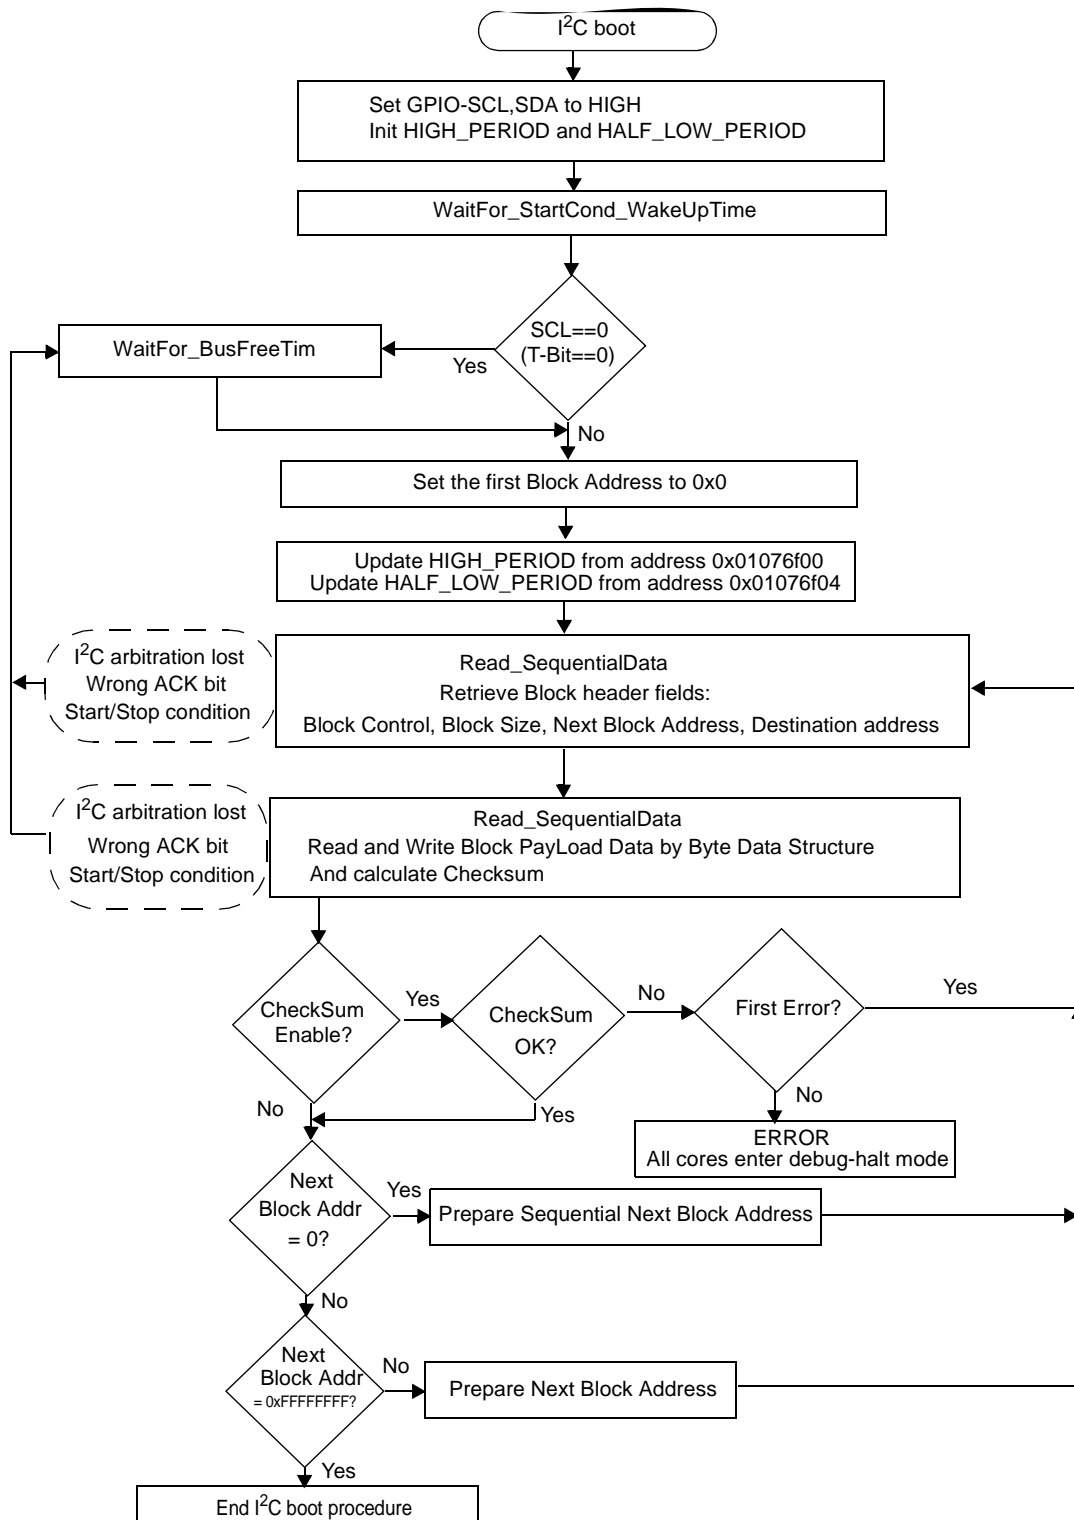 I²C boot
Set GPIO-SCL,SDA to HIGH
Init HIGH_PERIOD and HALF_LOW_PERIOD
WaitFor_StartCond_WakeUpTime
SCL==0
(T-Bit==0)
WaitFor_BusFreeTim
Yes
No
Set the first Block Address to 0x0
Update HIGH_PERIOD from address 0x01076f00
Update HALF_LOW_PERIOD from address 0x01076f04
I²C arbitration lost
Wrong ACK bit
Start/Stop condition
Read_SequentialData
Retrieve Block header fields:
Block Control, Block Size, Next Block Address, Destination address
I²C arbitration lost
Wrong ACK bit
Start/Stop condition
Read_SequentialData
Read and Write Block PayLoad Data by Byte Data Structure
And calculate Checksum
CheckSum
Enable?
Yes
CheckSum
OK?
No
First Error?
Yes
No
Yes
No
ERROR
All cores enter debug-halt mode
Next
Block Addr
= 0?
Yes
Prepare Sequential Next Block Address
No
Next
Block Addr
= 0xFFFFFFFF?
No
Prepare Next Block Address
Yes
End I²C boot procedure